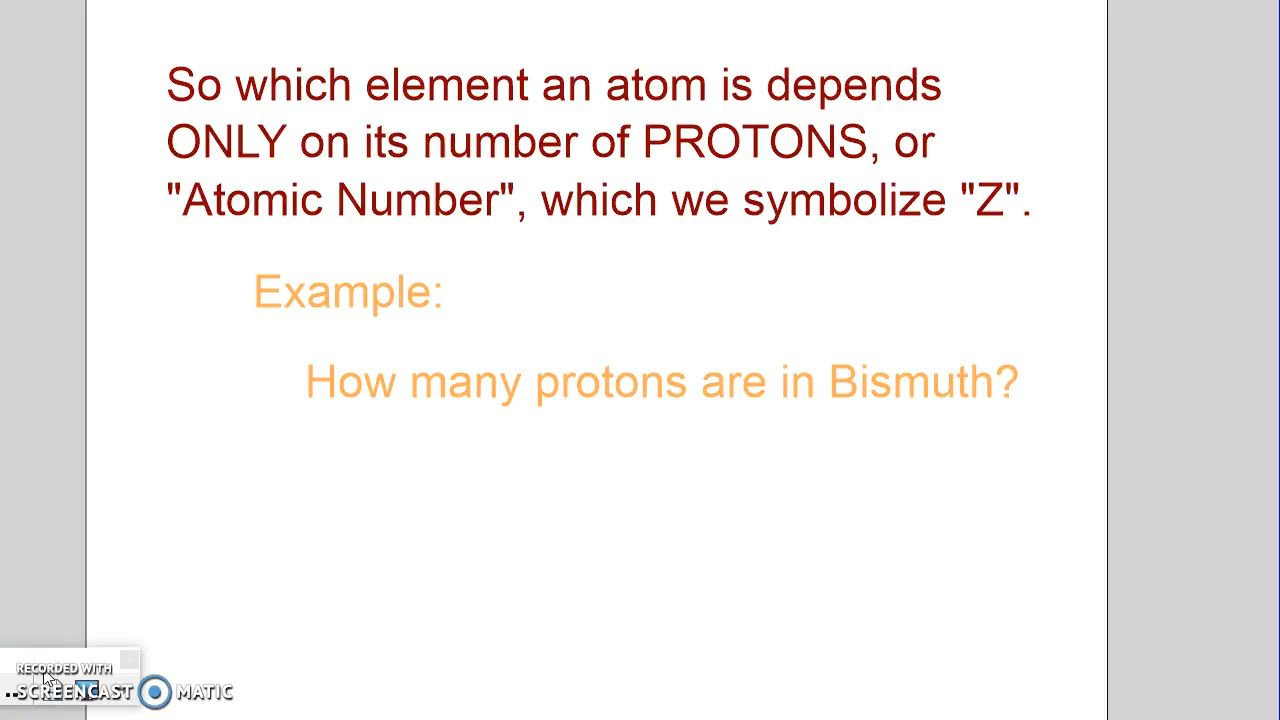 So which element an atom is depends
ONLY on its number of PROTONS, or
"Atomic Number", which we symbolize "Z".
Example:
How many protons are in Bismuth?
RECORDED WITH
SCREENCAST MATIC